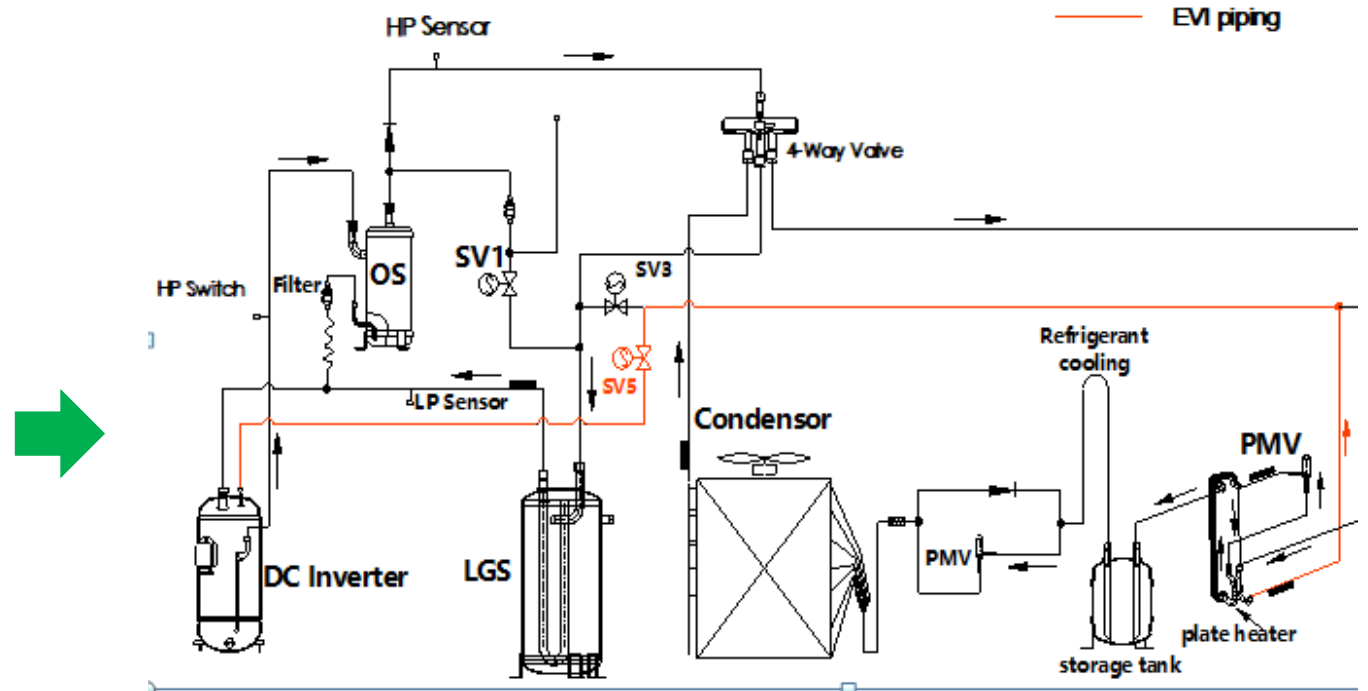 EVI piping
HP Sensor
4-Way Valve
SV1
SV3
OS
Filter
HP Switch
Refrigerant
cooling
SV5
LP Sensor
Condensor
PMV
DC Inverter
LGS
PMV
plate heater
storage tank